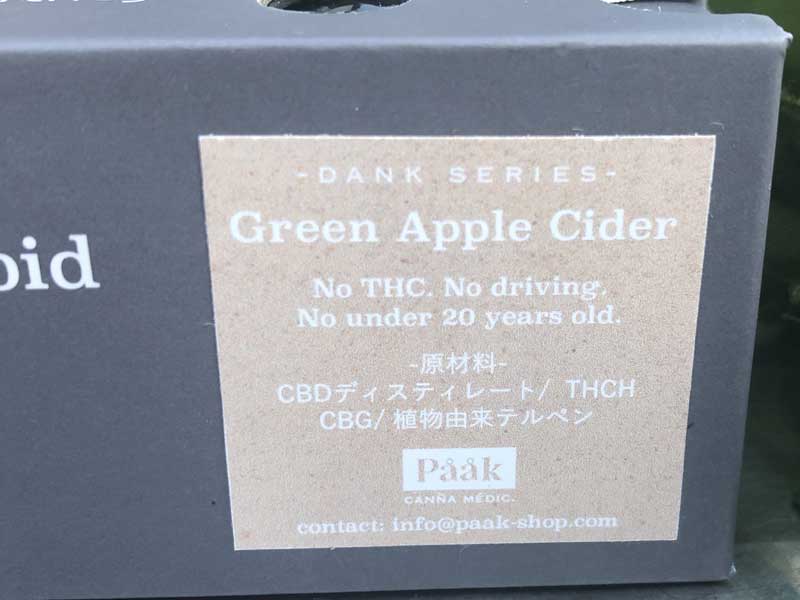 -DANK SERIES-
Green Apple Cider
No THC. No driving.
No under 20 years old.
-原材料-
CBDディスティレート/ THCH
CBG/ 植物由来テルペン
Pååk
CANNA MÉDIC.
contact: info@paak-shop.com
oid